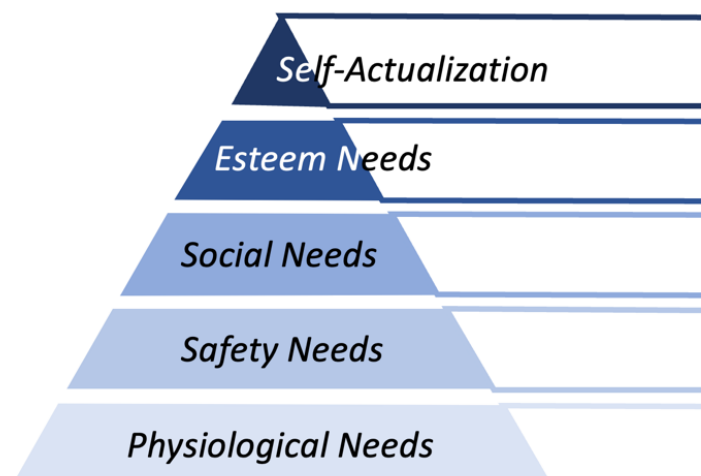 Self-Actualization
Esteem Needs
Social Needs
Safety Needs
Physiological Needs